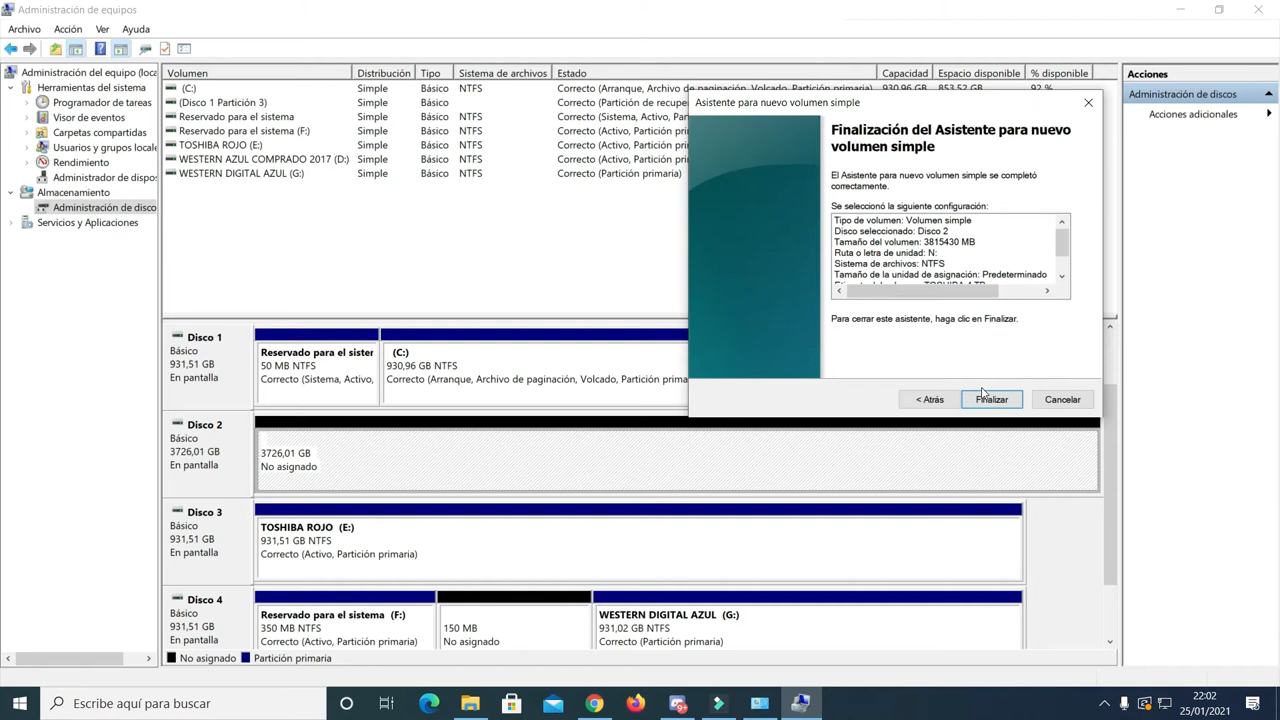 Administración de equipos
Archivo Acción Ver Ayuda
Administración del equipo (loca
Herramientas del sistema
Programador de tareas
Visor de eventos
Carpetas compartidas
Usuarios y grupos locale
Rendimiento
Administrador de dispos
Almacenamiento
Administración de disco
Servicios y Aplicaciones
Volumen Distribución Tipo Sistema de archivos Estado Capacidad Espacio disponible % disponible
(C:) Simple Básico NTFS Correcto (Arranque, Archivo de paginación, Volcado, Partición primaria) 930,96 GB 853,52 GB 92 %
(Disco 1 Partición 3) Simple Básico Correcto (Partición de recupe
Reservado para el sistema Simple Básico NTFS Correcto (Sistema, Activo, Par
Reservado para el sistema (F:) Simple Básico NTFS Correcto (Activo, Partición pri
TOSHIBA ROJO (E:) Simple Básico NTFS Correcto (Activo, Partición pri
WESTERN AZUL COMPRADO 2017 (D:) Simple Básico NTFS Correcto (Activo, Partición pri
WESTERN DIGITAL AZUL (G:) Simple Básico NTFS Correcto (Partición primaria)
Acciones
Administración de discos
Acciones adicionales
Asistente para nuevo volumen simple
Finalización del Asistente para nuevo
volumen simple
El Asistente para nuevo volumen simple se completó
correctamente.
Se seleccionó la siguiente configuración:
Tipo de volumen: Volumen simple
Disco seleccionado: Disco 2
Tamaño del volumen: 3815430 MB
Ruta o letra de unidad: N:
Sistema de archivos: NTFS
Tamaño de la unidad de asignación: Predeterminado
Para cerrar este asistente, haga clic en Finalizar.
< Atrás Finalizar Cancelar
Disco 1
Básico
931,51 GB
En pantalla
Reservado para el sister
50 MB NTFS
Correcto (Sistema, Activo,
(C:)
930,96 GB NTFS
Correcto (Arranque, Archivo de paginación, Volcado, Partición prima
Disco 2
Básico
3726,01 GB
En pantalla
3726,01 GB
No asignado
Disco 3
Básico
931,51 GB
En pantalla
TOSHIBA ROJO (E:)
931,51 GB NTFS
Correcto (Activo, Partición primaria)
Disco 4
Básico
931,51 GB
En pantalla
Reservado para el sistema (F:)
350 MB NTFS
Correcto (Activo, Partición primaria)
150 MB
No asignado
WESTERN DIGITAL AZUL (G:)
931,02 GB NTFS
Correcto (Partición primaria)
No asignado Partición primaria
Escribe aquí para buscar
22:02
25/01/2021